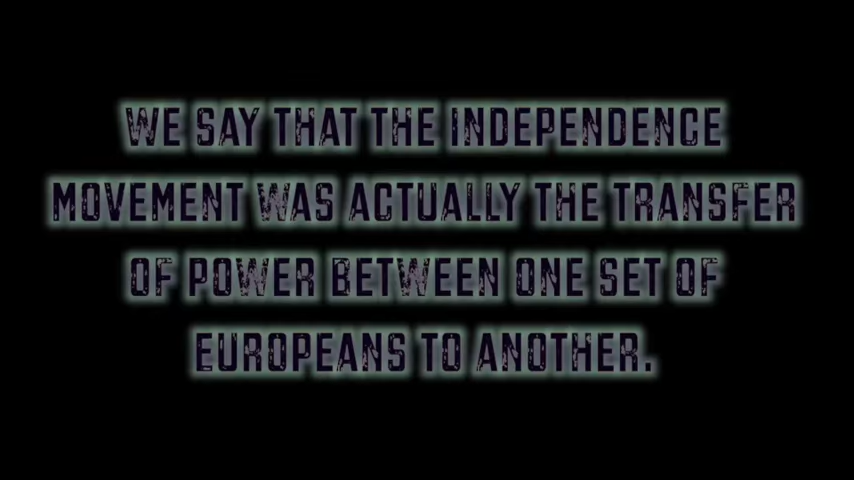 WE SAY THAT THE INDEPENDENCE
MOVEMENT WAS ACTUALLY THE TRANSFER
OF POWER BETWEEN ONE SET OF
EUROPEANS TO ANOTHER.